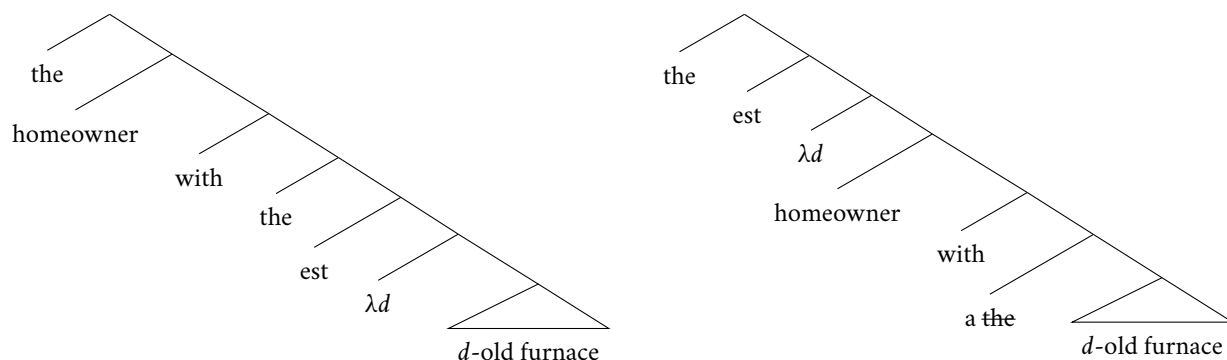 the
homeowner
with
the
est
λd
d-old furnace
the
est
λd
homeowner
with
a the
d-old furnace